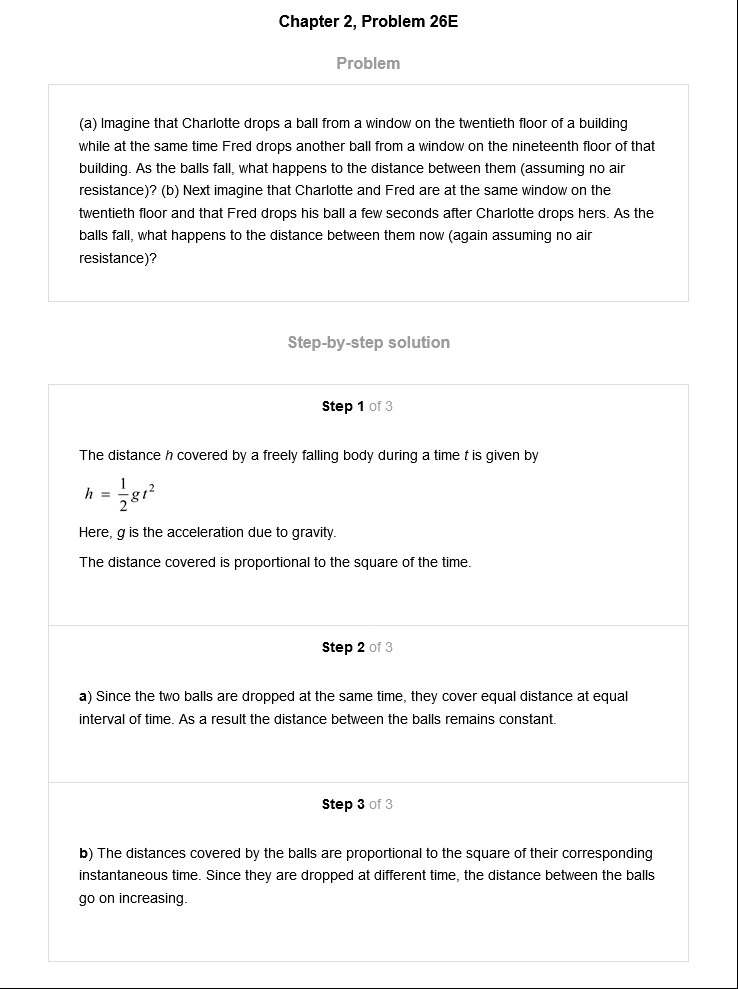 Chapter 2, Problem 26E
Problem
(a) Imagine that Charlotte drops a ball from a window on the twentieth floor of a building
while at the same time Fred drops another ball from a window on the nineteenth floor of that
building. As the balls fall, what happens to the distance between them (assuming no air
resistance)? (b) Next imagine that Charlotte and Fred are at the same window on the
twentieth floor and that Fred drops his ball a few seconds after Charlotte drops hers. As the
balls fall, what happens to the distance between them now (again assuming no air
resistance)?
Step-by-step solution
Step 1 of 3
The distance h covered by a freely falling body during a time t is given by
h = 1/2 gt²
Here, g is the acceleration due to gravity.
The distance covered is proportional to the square of the time.
Step 2 of 3
a) Since the two balls are dropped at the same time, they cover equal distance at equal
interval of time. As a result the distance between the balls remains constant.
Step 3 of 3
b) The distances covered by the balls are proportional to the square of their corresponding
instantaneous time. Since they are dropped at different time, the distance between the balls
go on increasing.